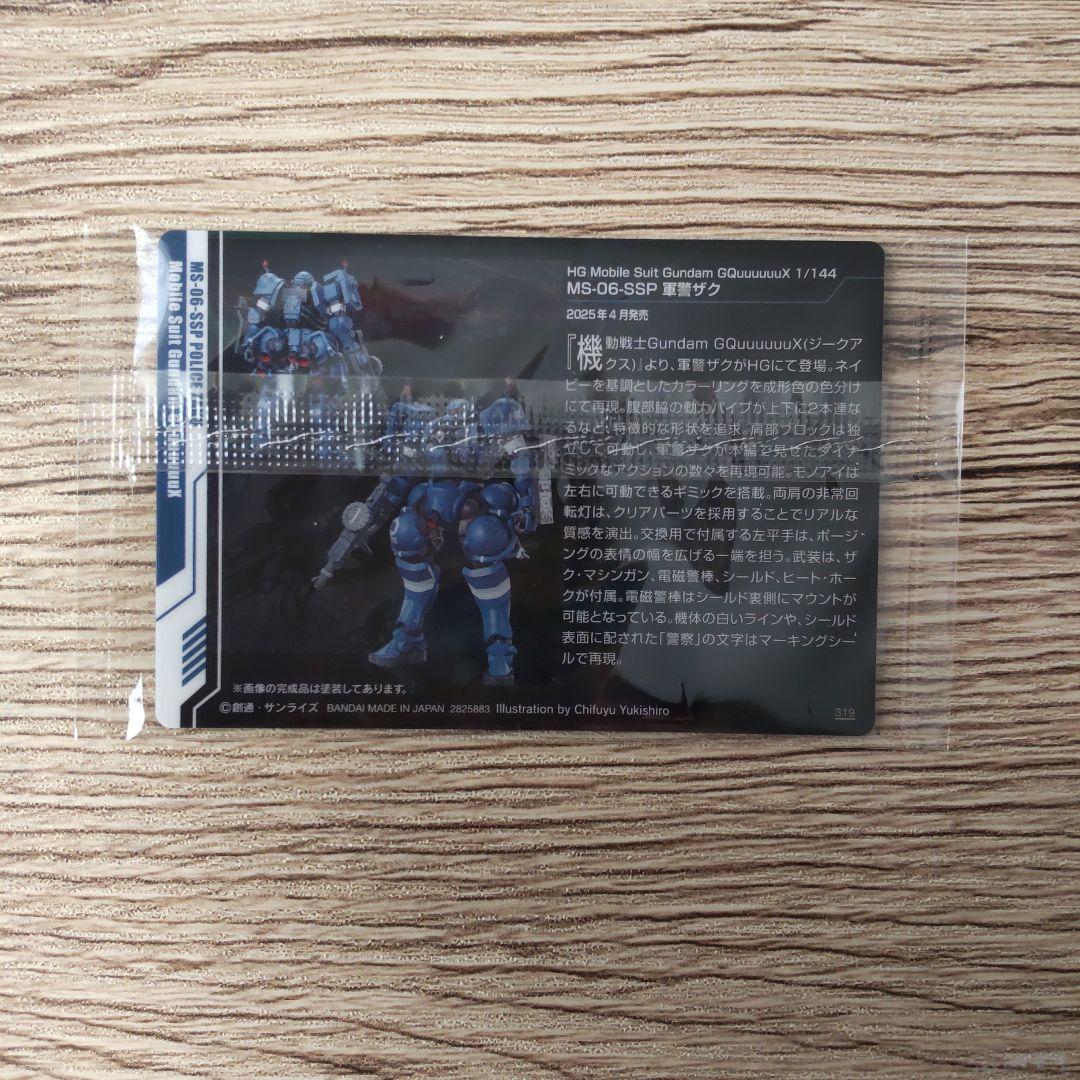 MS-06-SSP POLICE
Mobile Suit
HG Mobile Suit Gundam GQuuuuuuX 1/144
MS-06-SSP 軍警ザク
2025年4月発売
『機動戦士Gundam GQuuuuuuX(ジークア
クス)』より、軍警ザクがHGにて登場。ネイ
ビーを基調としたカラーリングを成形色の色分け
にて再現。腹部脇の動力パイプが上下に2本連な
るなど、特徴的な形状を追求。肩部ブロックは独
立して可動し、軍警ザクが本編で見せたダイナ
ミックなアクションの数々を再現可能。モノアイは
左右に可動できるギミックを搭載。両肩の非常回
転灯は、クリアパーツを採用することでリアルな
質感を演出。交換用で付属する左平手は、ポージ
ングの表情の幅を広げる一端を担う。武装は、ザ
ク・マシンガン、電磁警棒、シールド、ヒート・ホー
クが付属。電磁警棒はシールド裏側にマウントが
可能となっている。機体の白いラインや、シールド
表面に配された「警察」の文字はマーキングシー
ルで再現。
※画像の完成品は塗装してあります。
©創通・サンライズ BANDAI MADE IN JAPAN 2825883 Illustration by Chifuyu Yukishiro
319